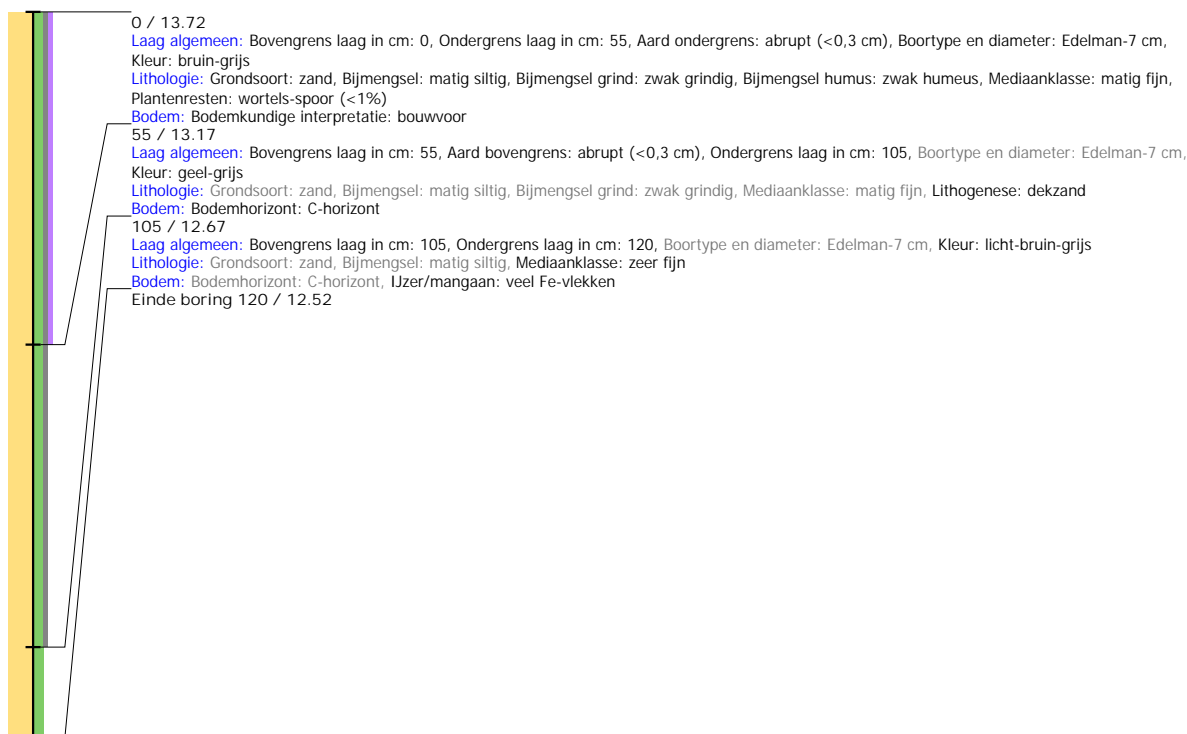 0 / 13.72
Laag algemeen: Bovengrens laag in cm: 0, Ondergrens laag in cm: 55, Aard ondergrens: abrupt (<0,3 cm), Boortype en diameter: Edelman-7 cm,
Kleur: bruin-grijs
Lithologie: Grondsoort: zand, Bijmengsel: matig siltig, Bijmengsel grind: zwak grindig, Bijmengsel humus: zwak humeus, Mediaanklasse: matig fijn,
Plantenresten: wortels-spoor (<1%)
Bodem: Bodemkundige interpretatie: bouwvoor
55 / 13.17
Laag algemeen: Bovengrens laag in cm: 55, Aard bovengrens: abrupt (<0,3 cm), Ondergrens laag in cm: 105, Boortype en diameter: Edelman-7 cm,
Kleur: geel-grijs
Lithologie: Grondsoort: zand, Bijmengsel: matig siltig, Bijmengsel grind: zwak grindig, Mediaanklasse: matig fijn, Lithogenese: dekzand
Bodem: Bodemhorizont: C-horizont
105 / 12.67
Laag algemeen: Bovengrens laag in cm: 105, Ondergrens laag in cm: 120, Boortype en diameter: Edelman-7 cm, Kleur: licht-bruin-grijs
Lithologie: Grondsoort: zand, Bijmengsel: matig siltig, Mediaanklasse: zeer fijn
Bodem: Bodemhorizont: C-horizont, IJzer/mangaan: veel Fe-vlekken
Einde boring 120 / 12.52